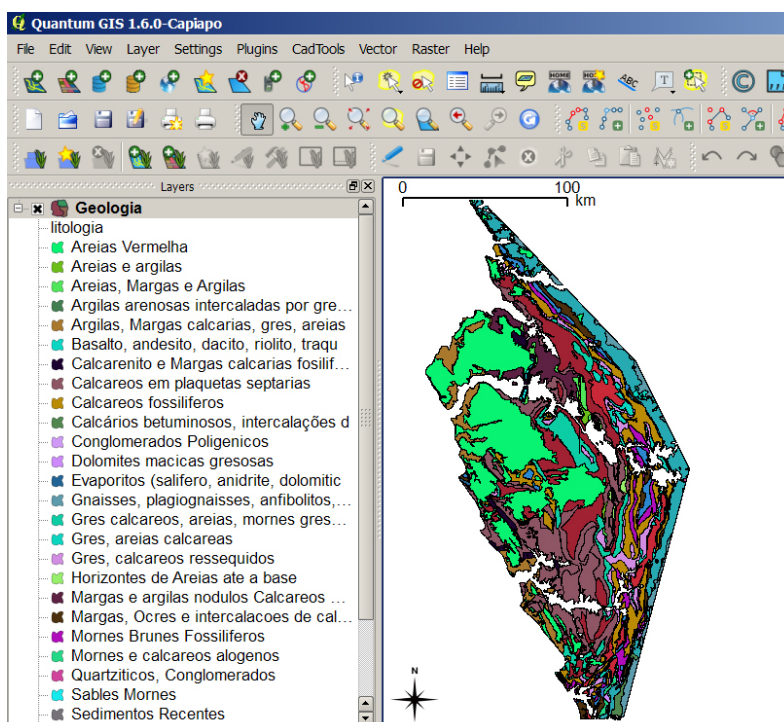 Quantum GIS 1.6.0-Capiapo
File Edit View Layer Settings Plugins CadTools Vector Raster Help
HOME HOME ABC T ©
Layers
Geologia
litologia
Areias Vermelha
Areias e argilas
Areias, Margas e Argilas
Argilas arenosas intercaladas por gre...
Argilas, Margas calcarias, gres, areias
Basalto, andesito, dacito, riolito, traqu
Calcarenito e Margas calcarias fosilif...
Calcareos em plaquetas septarias
Calcareos fossiliferos
Calcários betuminosos, intercalações d
Conglomerados Poligenicos
Dolomites macicas gresosas
Evaporitos (salifero, anidrite, dolomitic
Gnaisses, plagiognaisses, anfibolitos,...
Gres calcareos, areias, mornes gres...
Gres, areias calcareas
Gres, calcareos ressequidos
Horizontes de Areias ate a base
Margas e argilas nodulos Calcareos ...
Margas, Ocres e intercalacoes de cal...
Mornes Brunes Fossiliferos
Mornes e calcareos alogenos
Quartziticos, Conglomerados
Sables Mornes
Sedimentos Recentes
0 100
km
N